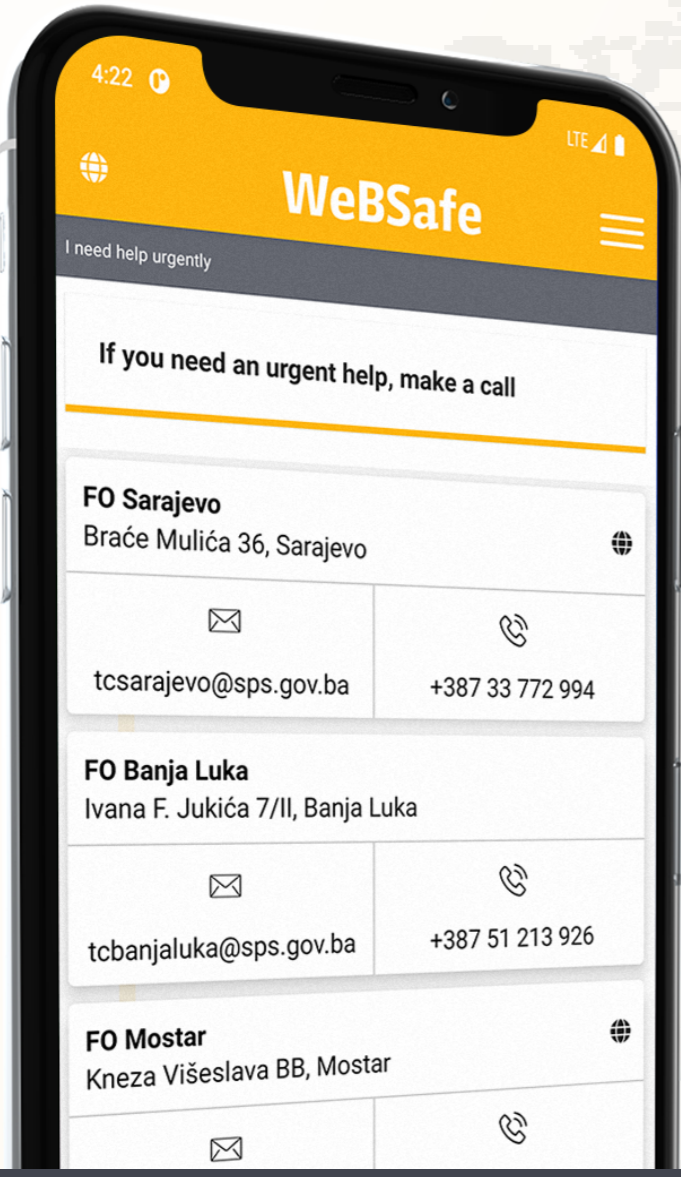 4:22
LTE
WeBSafe
I need help urgently
If you need an urgent help, make a call
FO Sarajevo
Braće Mulića 36, Sarajevo
tcsarajevo@sps.gov.ba
+387 33 772 994
FO Banja Luka
Ivana F. Jukića 7/II, Banja Luka
tcbanjaluka@sps.gov.ba
+387 51 213 926
FO Mostar
Kneza Višeslava BB, Mostar